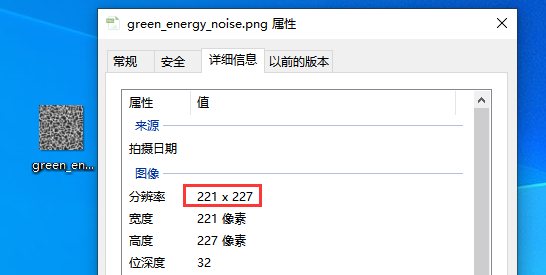 green_energy_noise.png 属性
常规 安全 详细信息 以前的版本
属性 值
来源
拍摄日期
图像
分辨率 221 x 227
宽度 221 像素
高度 227 像素
位深度 32
green_en...